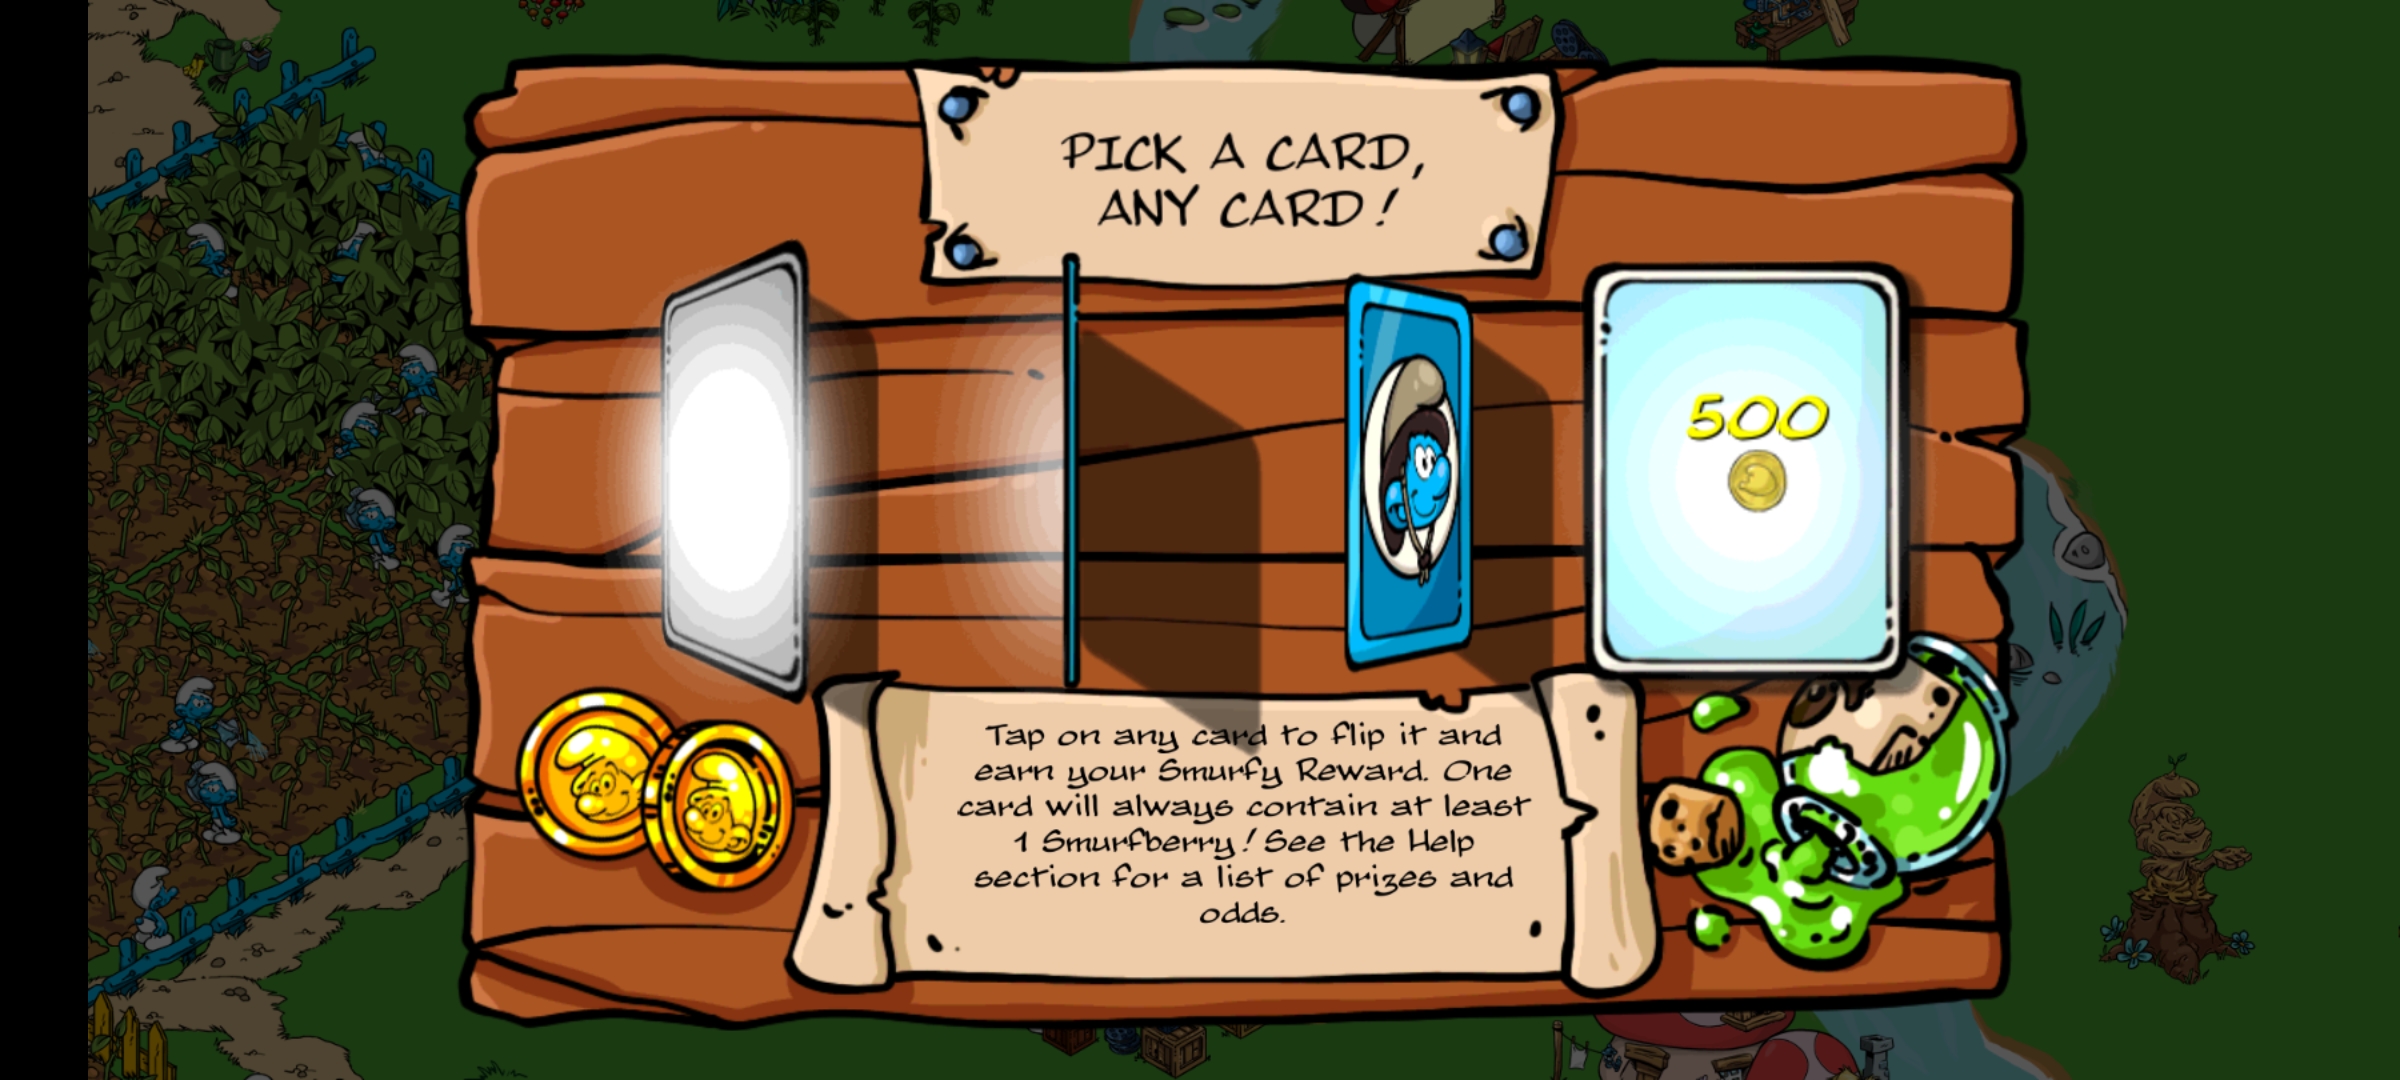 PICK A CARD,
ANY CARD!
500
Tap on any card to flip it and
earn your Smurfy Reward. One
card will always contain at least
1 Smurfberry! See the Help
section for a list of prizes and
odds.